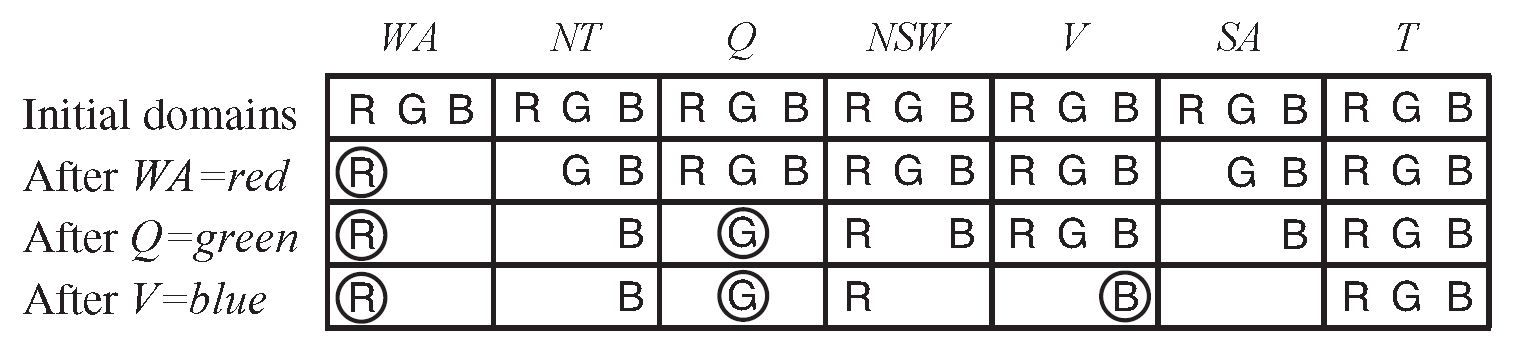 WA NT Q NSW V SA T
Initial domains R G B R G B R G B R G B R G B R G B R G B
After WA=red R G B R G B R G B R G B G B R G B
After Q=green R B G R B R G B B R G B
After V=blue R B G R B R G B